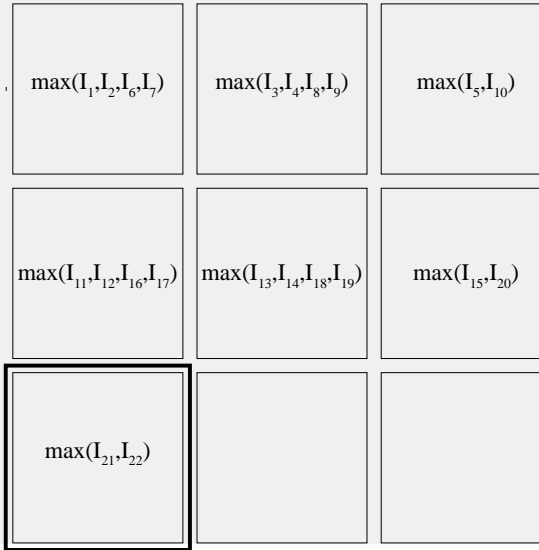 max(I₁,I₂,I₆,I₇) max(I₃,I₄,I₈,I₉) max(I₅,I₁₀)
max(I₁₁,I₁₂,I₁₆,I₁₇) max(I₁₃,I₁₄,I₁₈,I₁₉) max(I₁₅,I₂₀)
max(I₂₁,I₂₂)